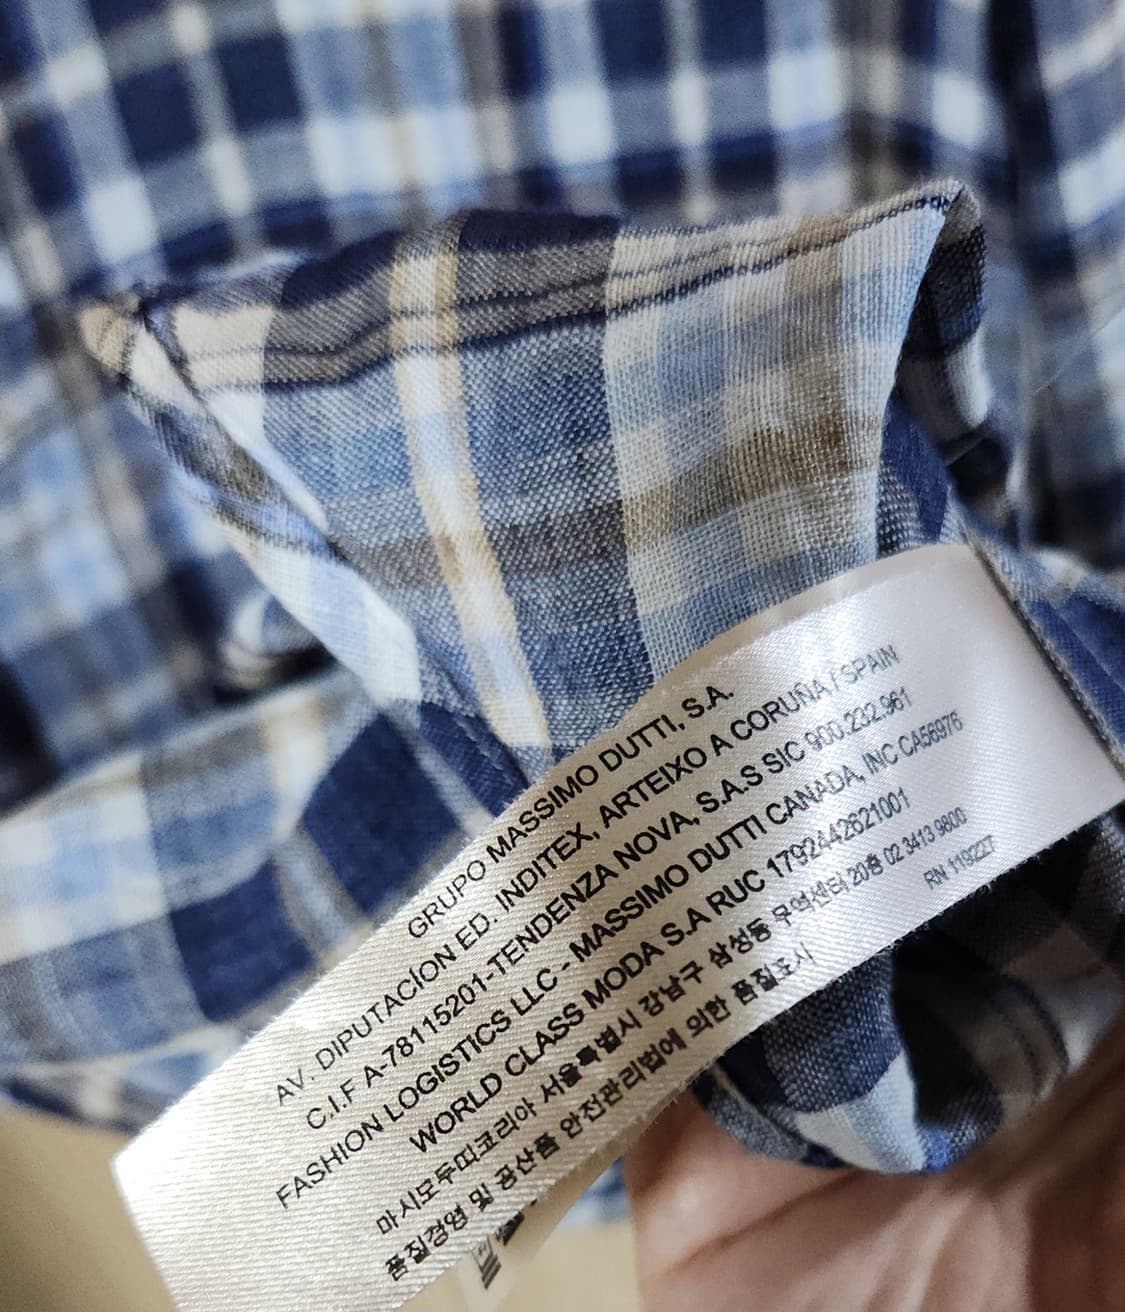 GRUPO MASSIMO DUTTI, S.A.
AV. DIPUTACÍON ED. INDITEX, ARTEIXO A CORUÑA / SPAIN
C.I.F A-78115201-TENDENZA NOVA, S.A.S SIC 900.232.961
FASHION LOGISTICS LLC - MASSIMO DUTTI CANADA, INC CA56976
WORLD CLASS MODA S.A RUC 1792442621001
마시모두띠코리아 서울특별시 강남구 삼성동 무역센터 20층 02 3413 9800
품질경영 및 공산품 안전관리법에 의한 품질표시
RN 119227